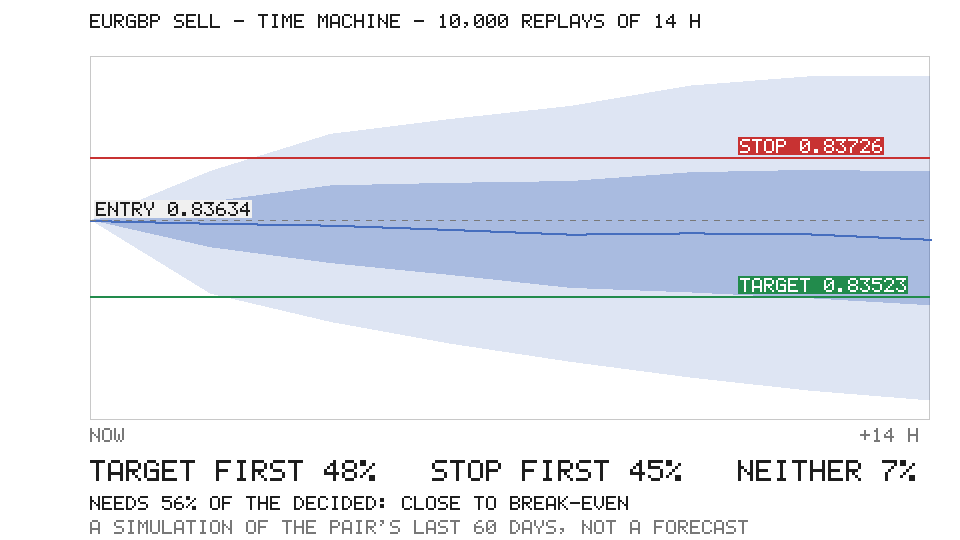 EURGBP SELL - TIME MACHINE - 10,000 REPLAYS OF 14 H
STOP 0.83726
ENTRY 0.83634
TARGET 0.83523
NOW +14 H
TARGET FIRST 48% STOP FIRST 45% NEITHER 7%
NEEDS 56% OF THE DECIDED: CLOSE TO BREAK-EVEN
A SIMULATION OF THE PAIR'S LAST 60 DAYS, NOT A FORECAST